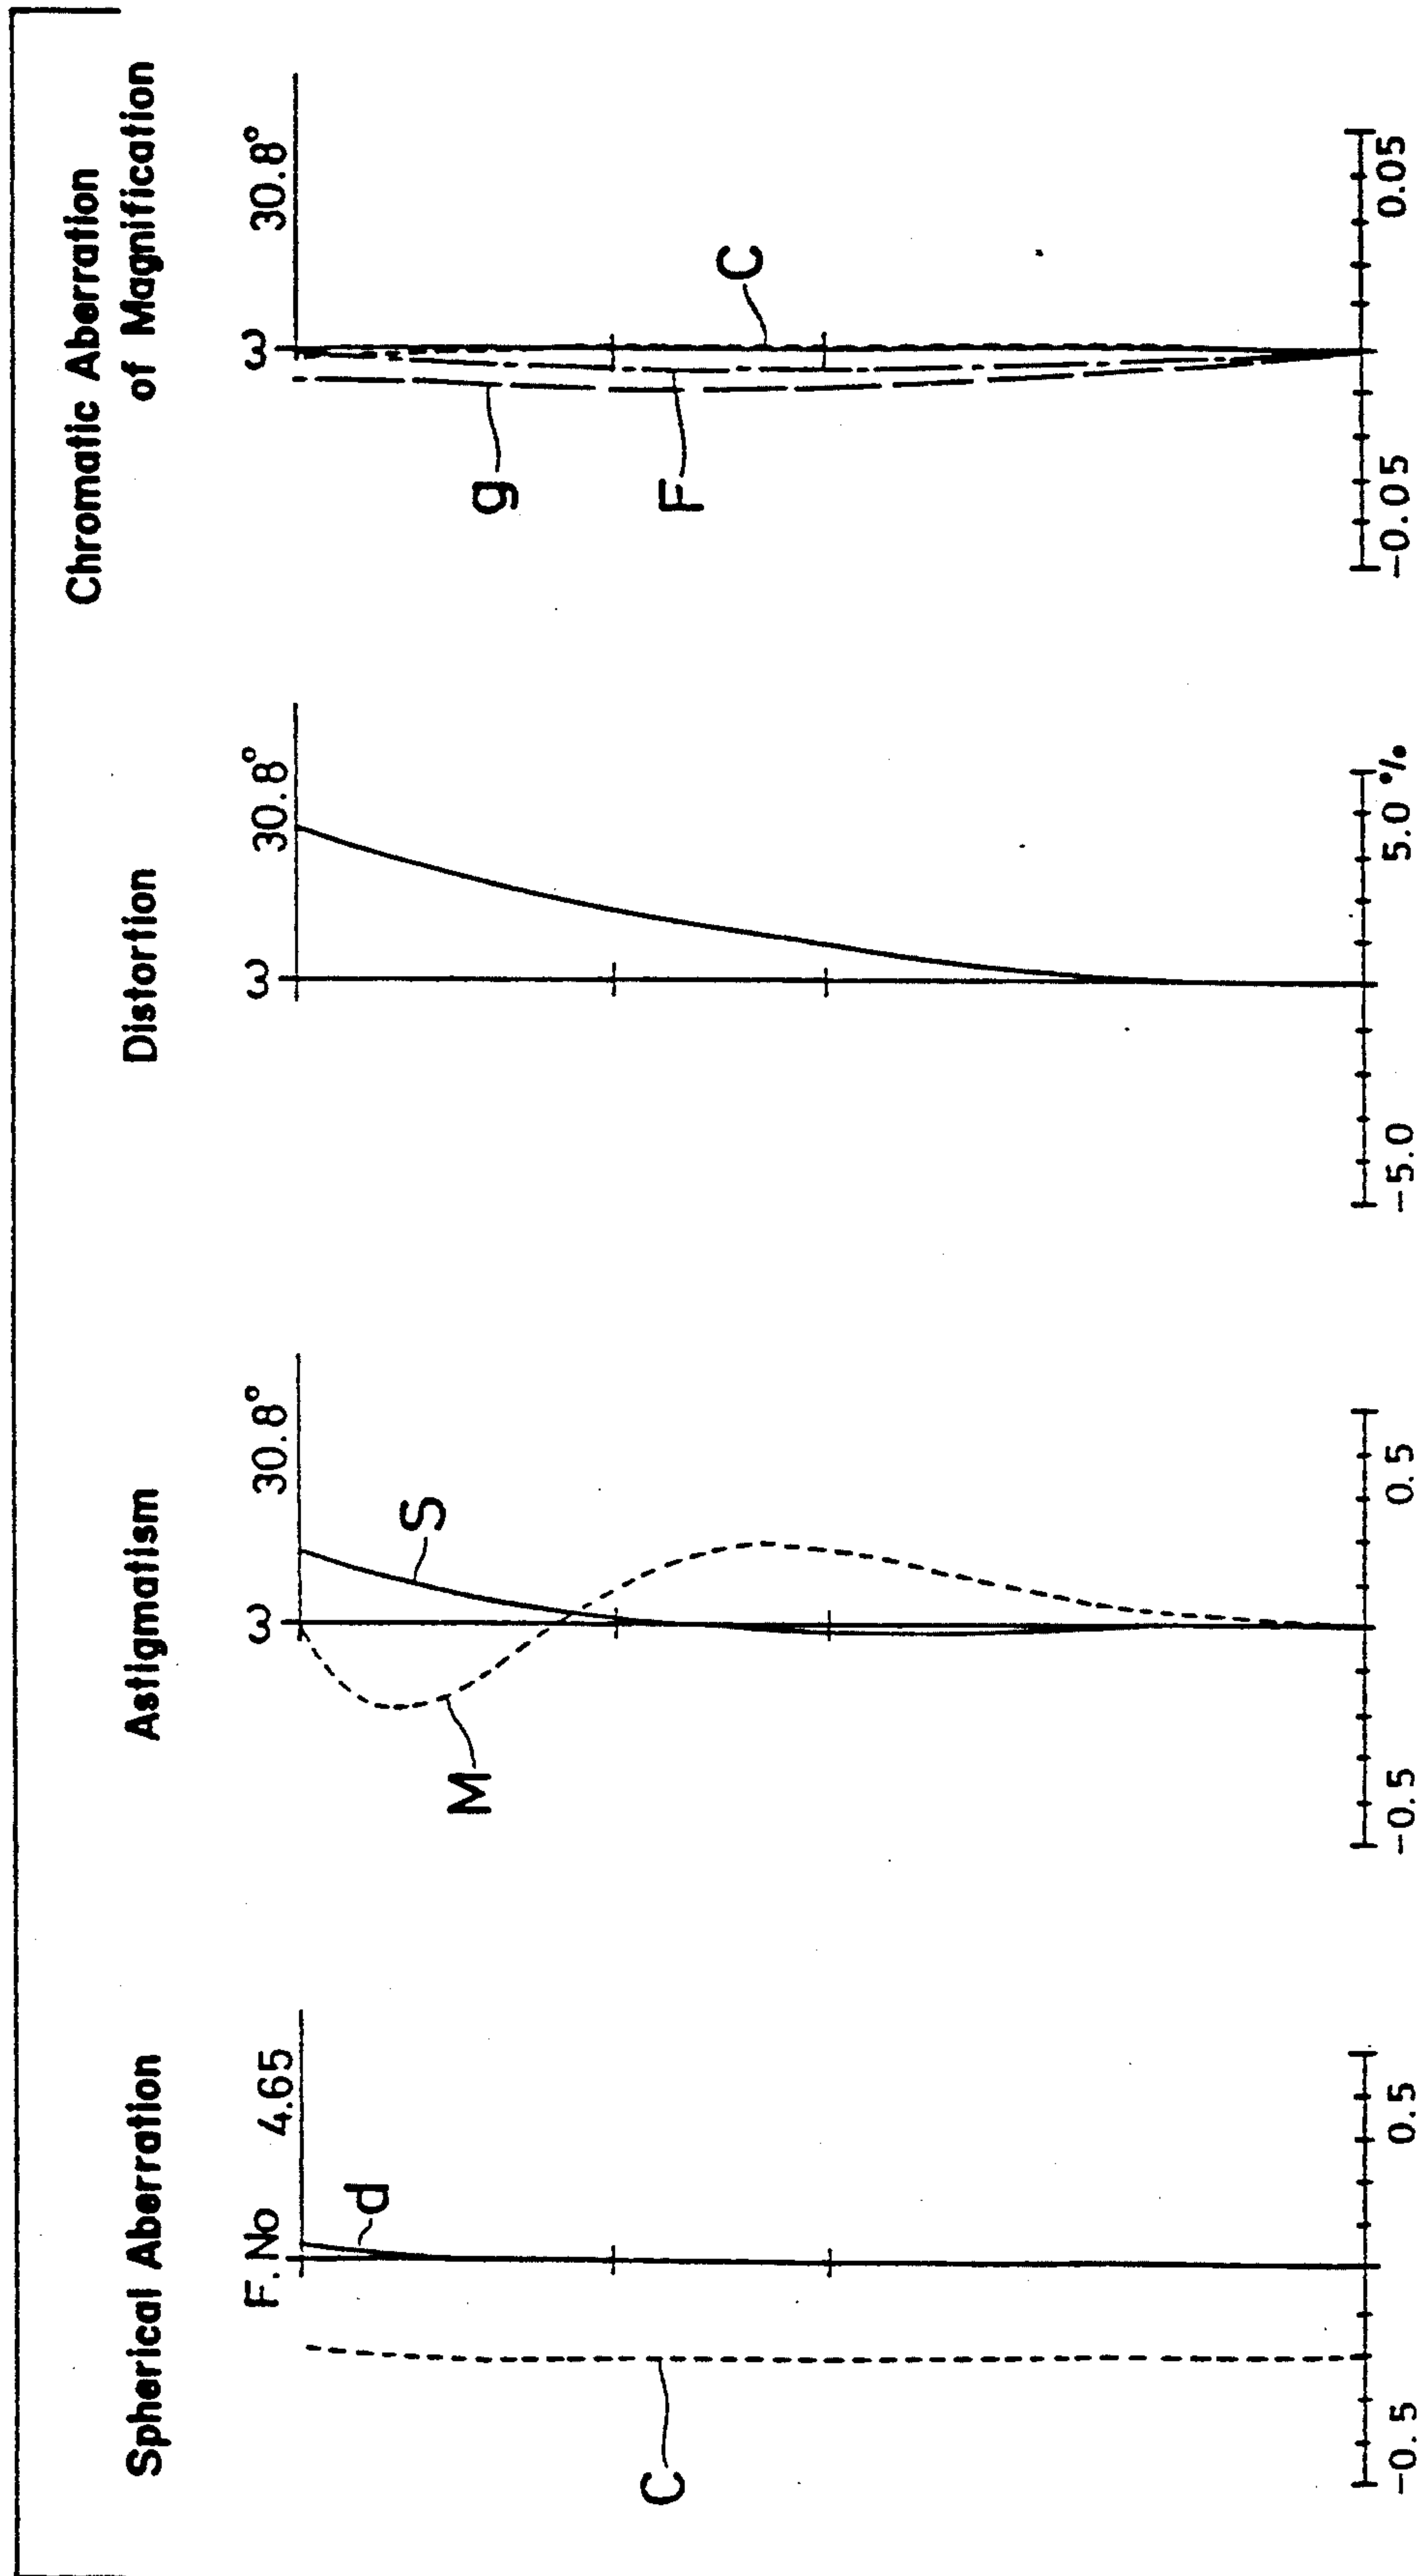 Spherical Aberration
F. No 4.65
d
C
-0.5 0.5
Astigmatism
ω 30.8°
S
M
-0.5 0.5
Distortion
ω 30.8°
-5.0 5.0 %
Chromatic Aberration
of Magnification
ω 30.8°
g
F
C
-0.05 0.05